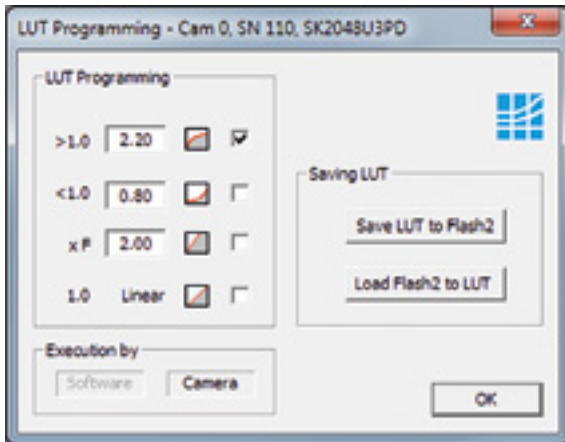 LUT Programming - Cam 0, SN 110, SK2048U3PD
LUT Programming
>1.0 2.20
<1.0 0.80
x F 2.00
1.0 Linear
Saving LUT
Save LUT to Flash2
Load Flash2 to LUT
Execution by
Software Camera
OK